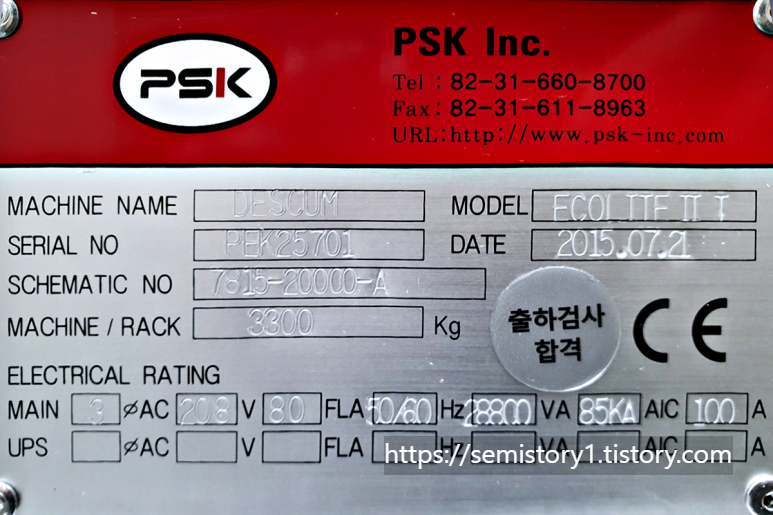 PSK
PSK Inc.
Tel : 82-31-660-8700
Fax: 82-31-611-8963
URL:http://www.psk-inc.com
MACHINE NAME DESCUM MODEL ECOLITE II T
SERIAL NO PEK25701 DATE 2015.07.21
SCHEMATIC NO 7815-20000-A
MACHINE / RACK 3300 Kg
출하검사
합격
CE
ELECTRICAL RATING
MAIN 3 ØAC 208 V 80 FLA 50/60 Hz 28800 VA 85KA AIC 100 A
UPS ØAC V FLA Hz VA AIC A
https://semistory1.tistory.com